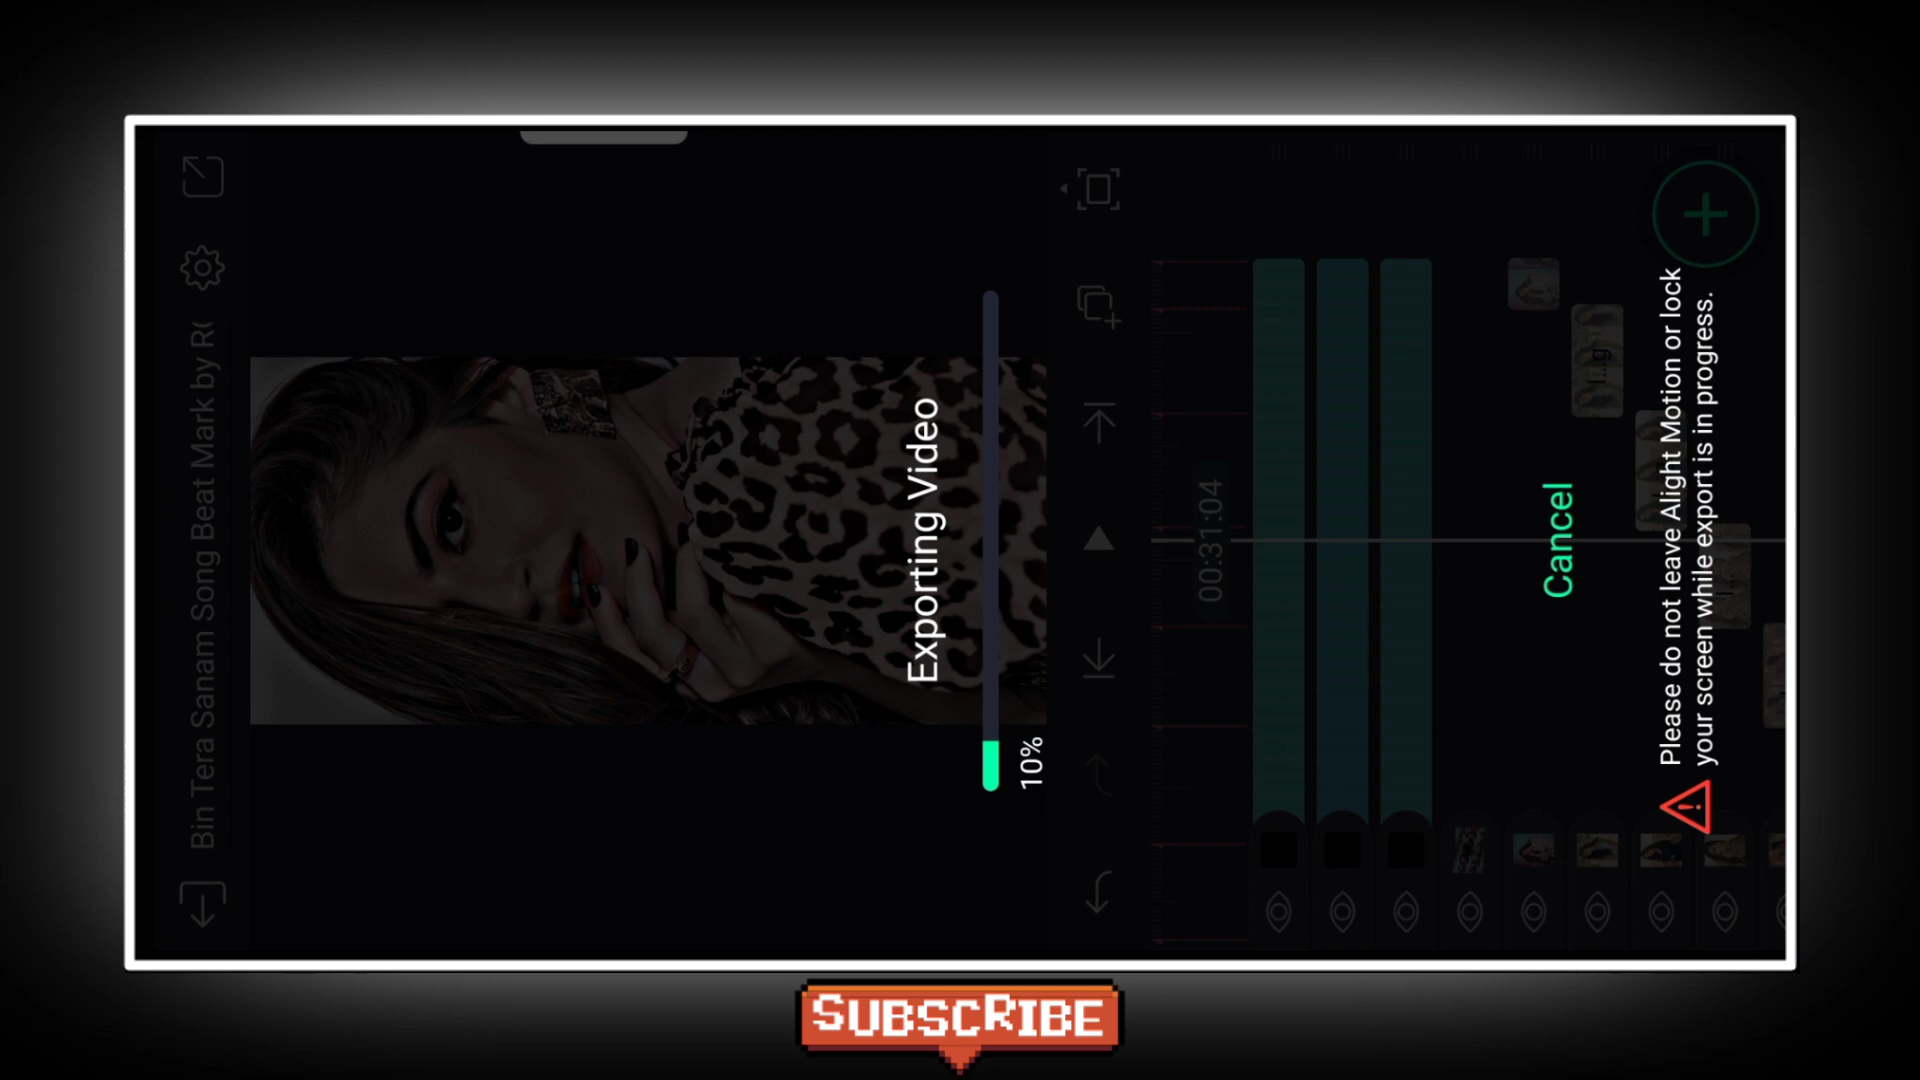 Bin Tera Sanam Song Beat Mark by R
Exporting Video
10%
00:31:04
Cancel
Please do not leave Alight Motion or lock
your screen while export is in progress.
SUBSCRIBE